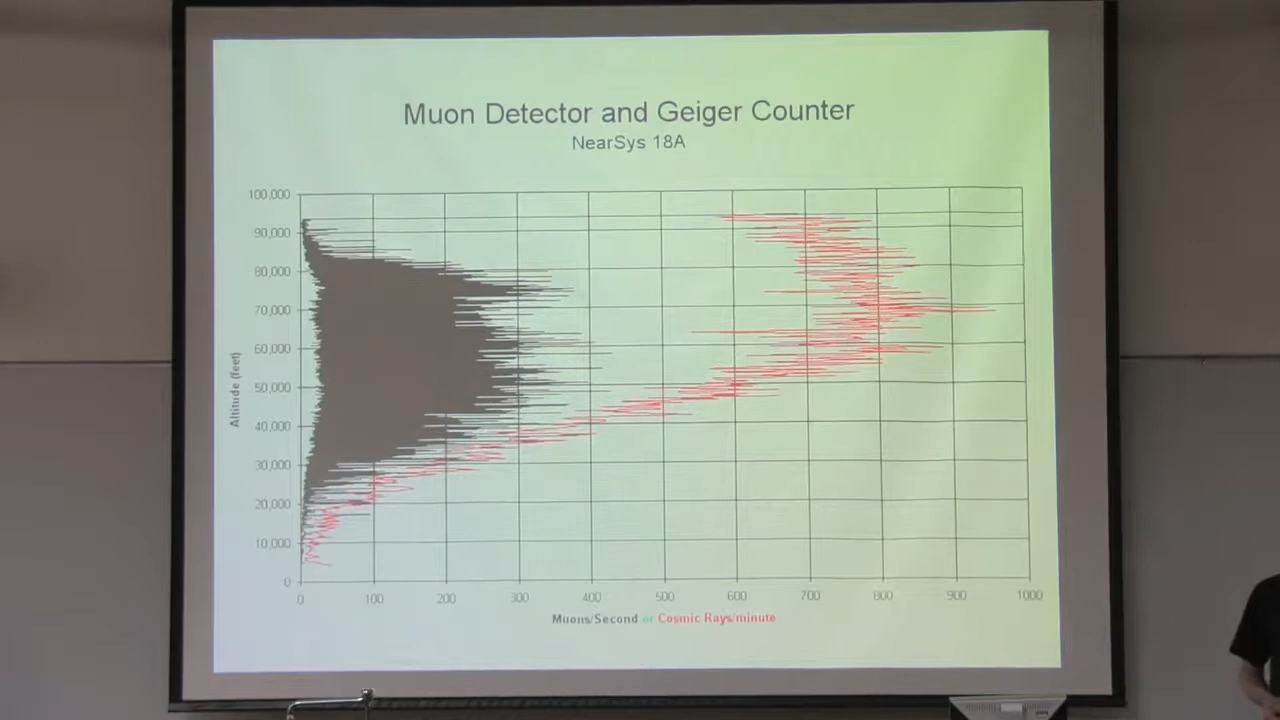 Muon Detector and Geiger Counter
NearSys 18A
100,000
90,000
80,000
70,000
60,000
50,000
40,000
30,000
20,000
10,000
0
Altitude (feet)
0 100 200 300 400 500 600 700 800 900 1000
Muons/Second or Cosmic Rays/minute